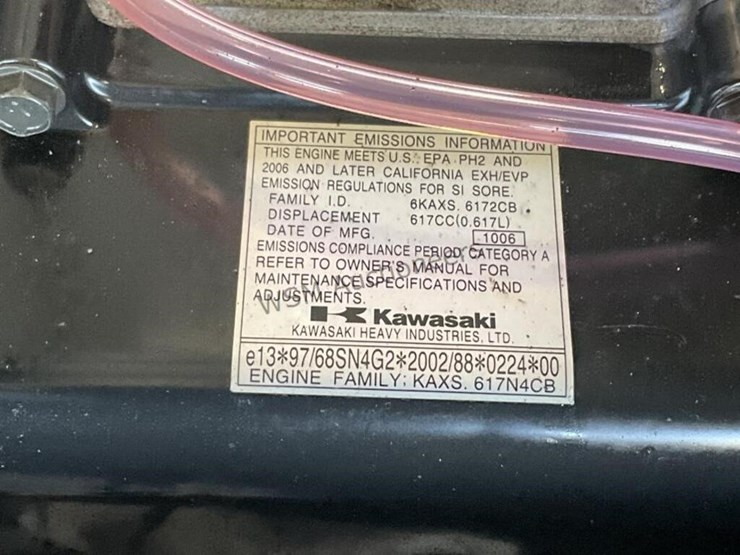 IMPORTANT EMISSIONS INFORMATION
THIS ENGINE MEETS U.S. EPA PH2 AND
2006 AND LATER CALIFORNIA EXH/EVP
EMISSION REGULATIONS FOR SI SORE.
FAMILY I.D. 6KAXS. 6172CB
DISPLACEMENT 617CC(0.617L)
DATE OF MFG. 1006
EMISSIONS COMPLIANCE PERIOD, CATEGORY A
REFER TO OWNER'S MANUAL FOR
MAINTENANCE SPECIFICATIONS AND
ADJUSTMENTS.
WSM Auctioneers
Kawasaki
KAWASAKI HEAVY INDUSTRIES, LTD.
e13*97/68SN4G2*2002/88*0224*00
ENGINE FAMILY: KAXS. 617N4CB